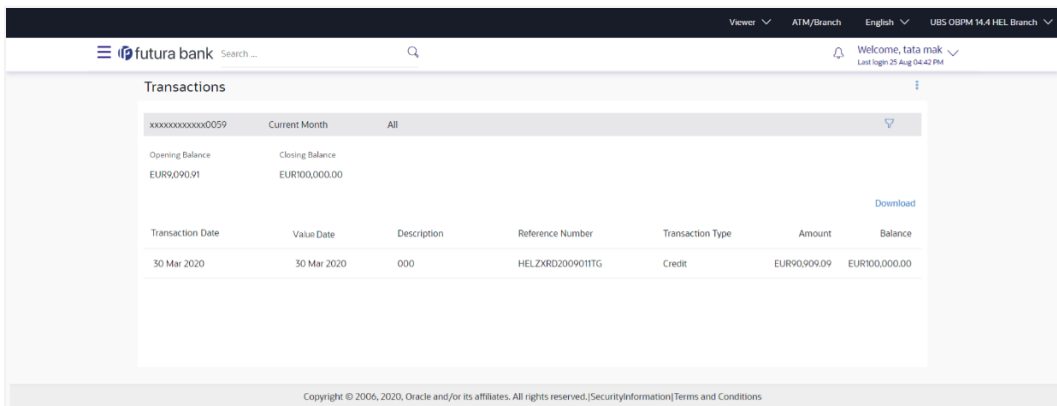 Viewer ATM/Branch English UBS OBPM 14.4 HEL Branch
futura bank Search ... Welcome, tata mak
Last login 25 Aug 04:42 PM
Transactions
xxxxxxxxxxxx0059 Current Month All
Opening Balance Closing Balance
EUR9,090.91 EUR100,000.00
Download
Transaction Date Value Date Description Reference Number Transaction Type Amount Balance
30 Mar 2020 30 Mar 2020 000 HELZXRD2009011TG Credit EUR90,909.09 EUR100,000.00
Copyright © 2006, 2020, Oracle and/or its affiliates. All rights reserved.|SecurityInformation|Terms and Conditions